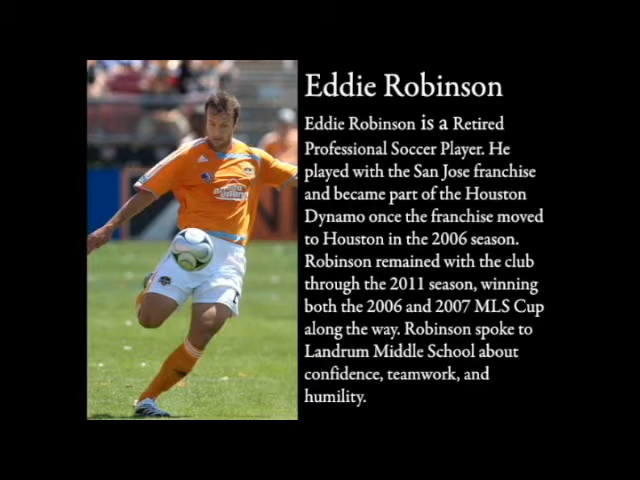 Eddie Robinson
Eddie Robinson is a Retired
Professional Soccer Player. He
played with the San Jose franchise
and became part of the Houston
Dynamo once the franchise moved
to Houston in the 2006 season.
Robinson remained with the club
through the 2011 season, winning
both the 2006 and 2007 MLS Cup
along the way. Robinson spoke to
Landrum Middle School about
confidence, teamwork, and
humility.